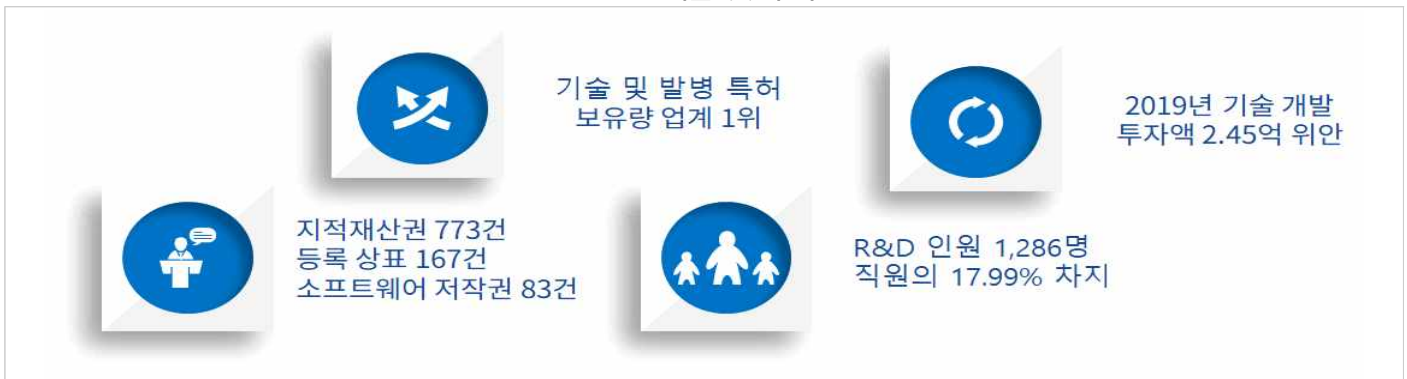 기술 및 발병 특허
보유량 업계 1위
2019년 기술 개발
투자액 2.45억 위안
지적재산권 773건
등록 상표 167건
소프트웨어 저작권 83건
R&D 인원 1,286명
직원의 17.99% 차지